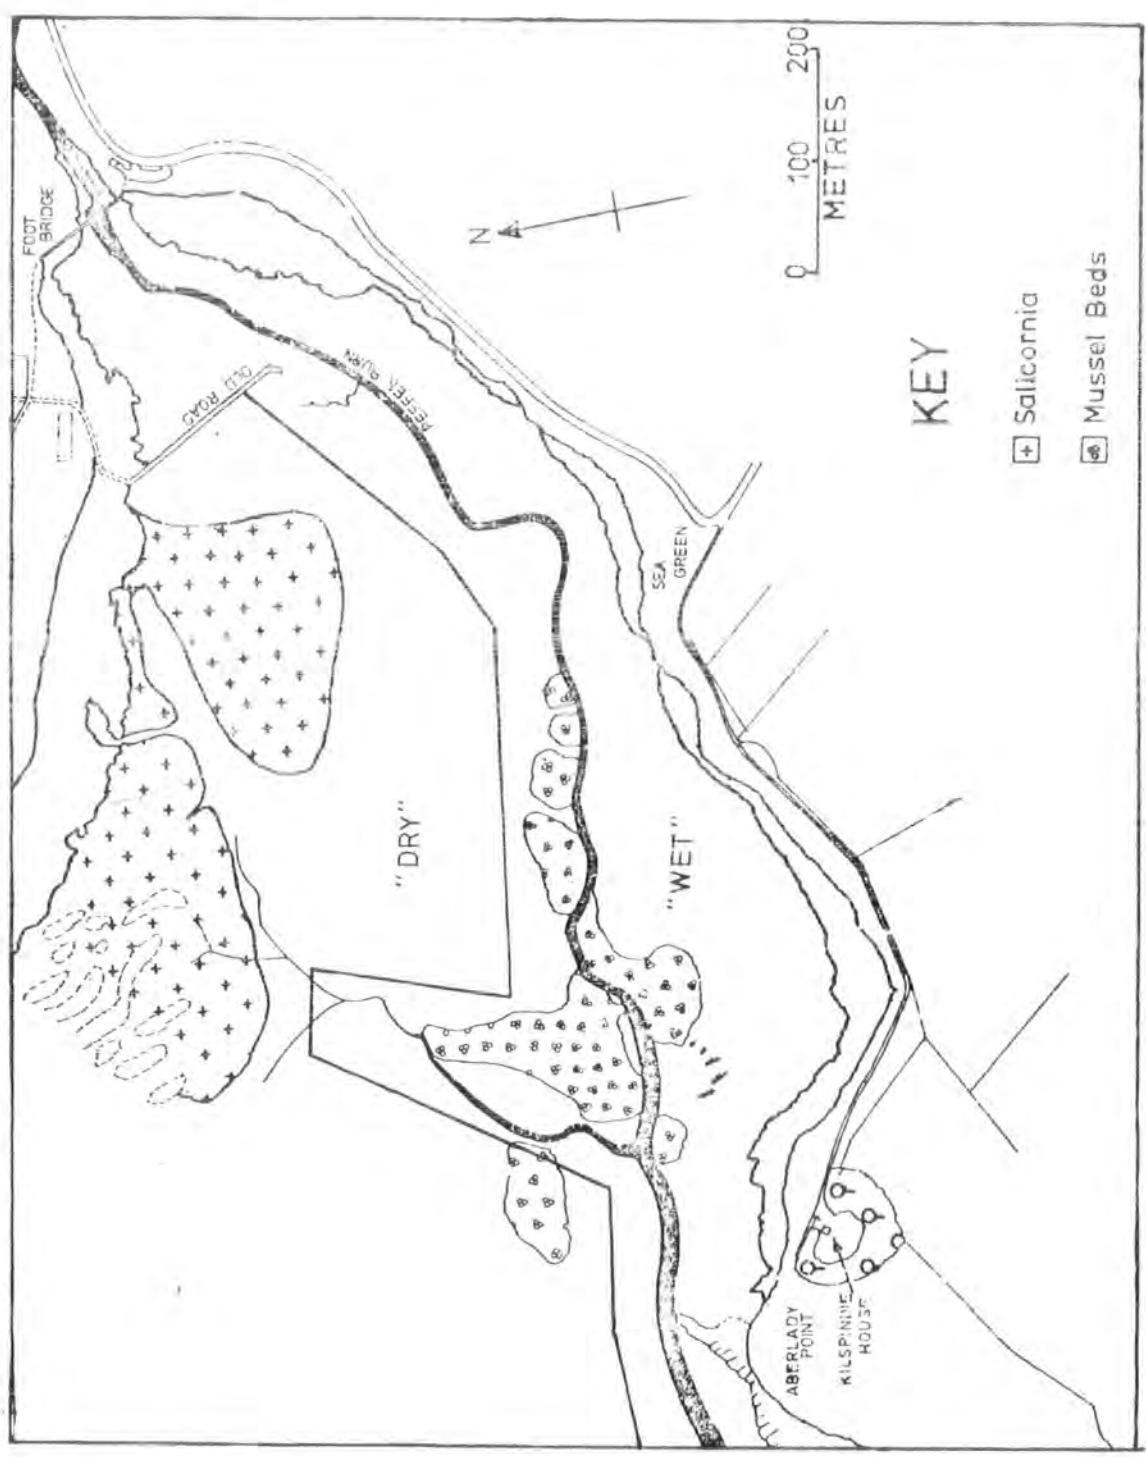 FOOT
BRIDGE
OLD
ROAD
PEFFER BURN
N
0 100 200
METRES
"DRY"
"WET"
SEA
GREEN
KEY
+ Salicornia
Mussel Beds
ABERLADY
POINT
KILSPINDIE
HOUSE